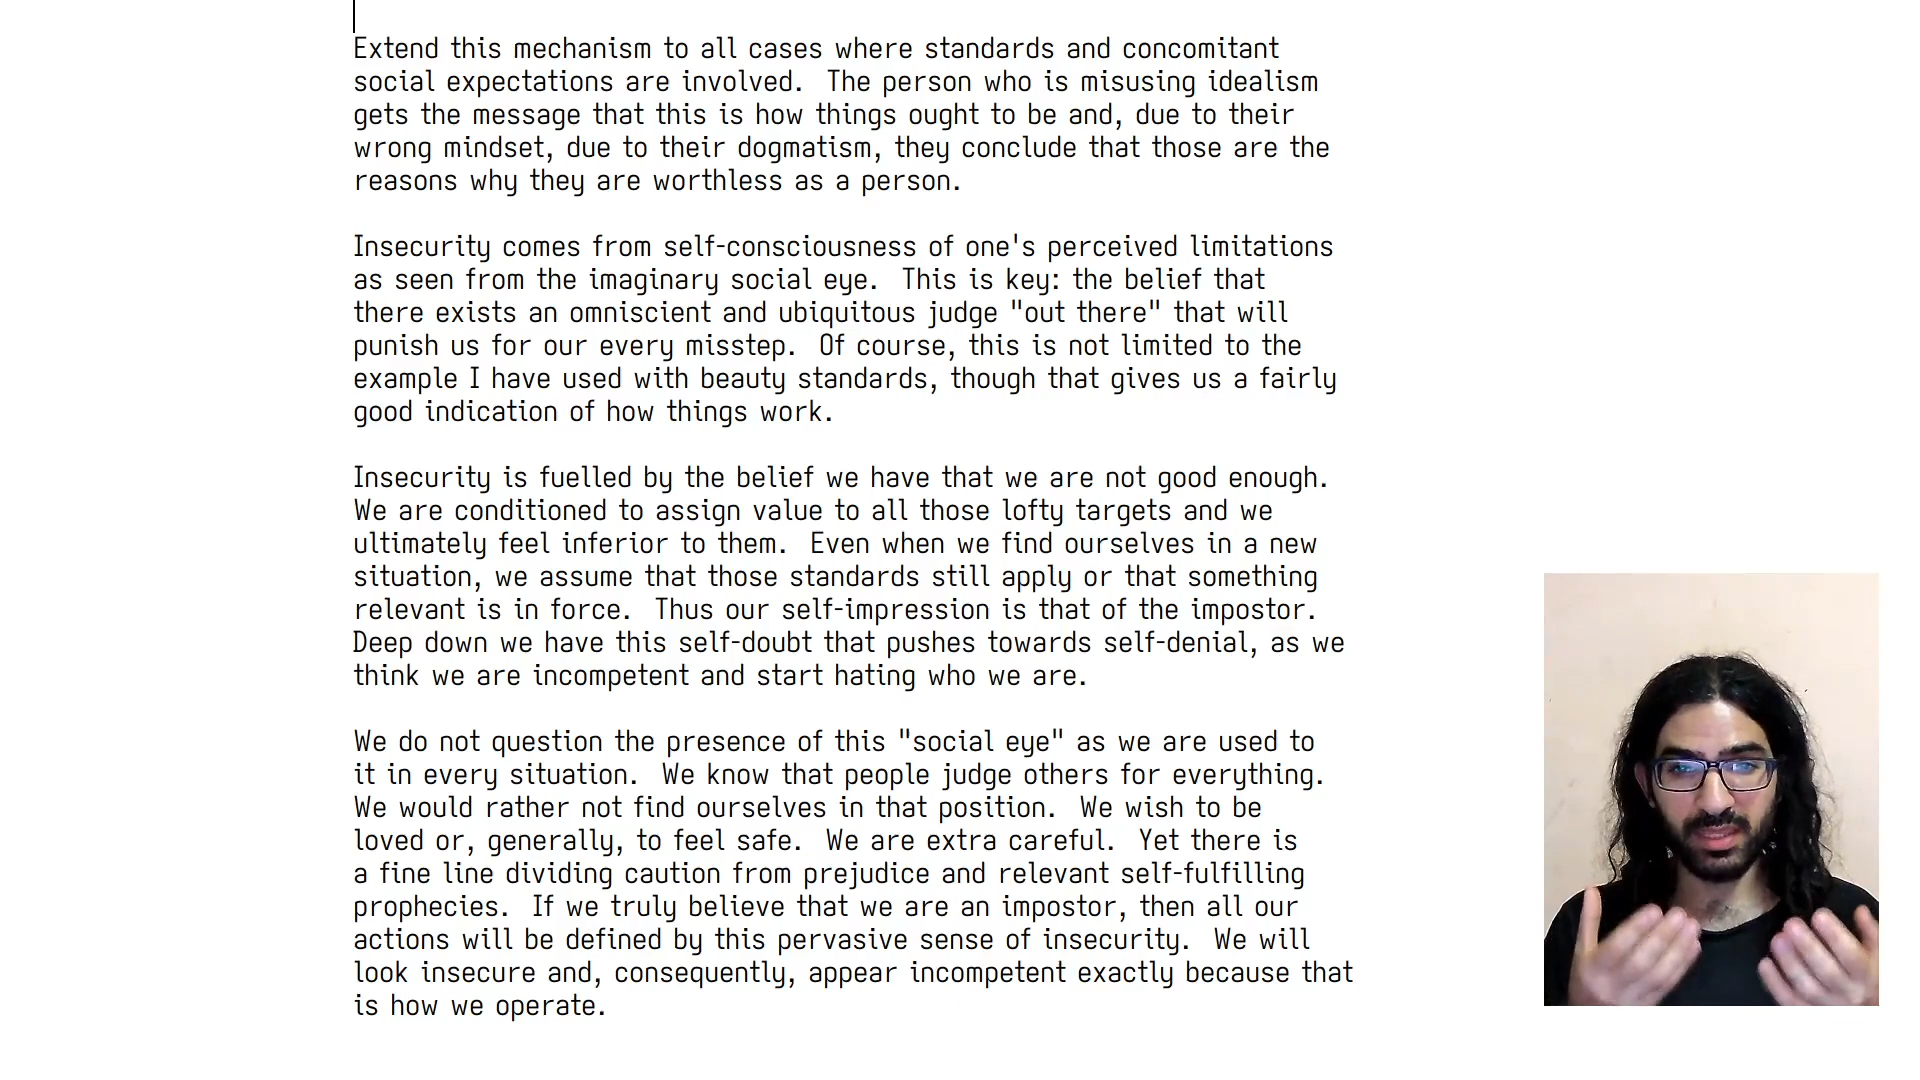 Extend this mechanism to all cases where standards and concomitant
social expectations are involved.  The person who is misusing idealism
gets the message that this is how things ought to be and, due to their
wrong mindset, due to their dogmatism, they conclude that those are the
reasons why they are worthless as a person.

Insecurity comes from self-consciousness of one's perceived limitations
as seen from the imaginary social eye.  This is key: the belief that
there exists an omniscient and ubiquitous judge "out there" that will
punish us for our every misstep.  Of course, this is not limited to the
example I have used with beauty standards, though that gives us a fairly
good indication of how things work.

Insecurity is fuelled by the belief we have that we are not good enough.
We are conditioned to assign value to all those lofty targets and we
ultimately feel inferior to them.  Even when we find ourselves in a new
situation, we assume that those standards still apply or that something
relevant is in force.  Thus our self-impression is that of the impostor.
Deep down we have this self-doubt that pushes towards self-denial, as we
think we are incompetent and start hating who we are.

We do not question the presence of this "social eye" as we are used to
it in every situation.  We know that people judge others for everything.
We would rather not find ourselves in that position.  We wish to be
loved or, generally, to feel safe.  We are extra careful.  Yet there is
a fine line dividing caution from prejudice and relevant self-fulfilling
prophecies.  If we truly believe that we are an impostor, then all our
actions will be defined by this pervasive sense of insecurity.  We will
look insecure and, consequently, appear incompetent exactly because that
is how we operate.